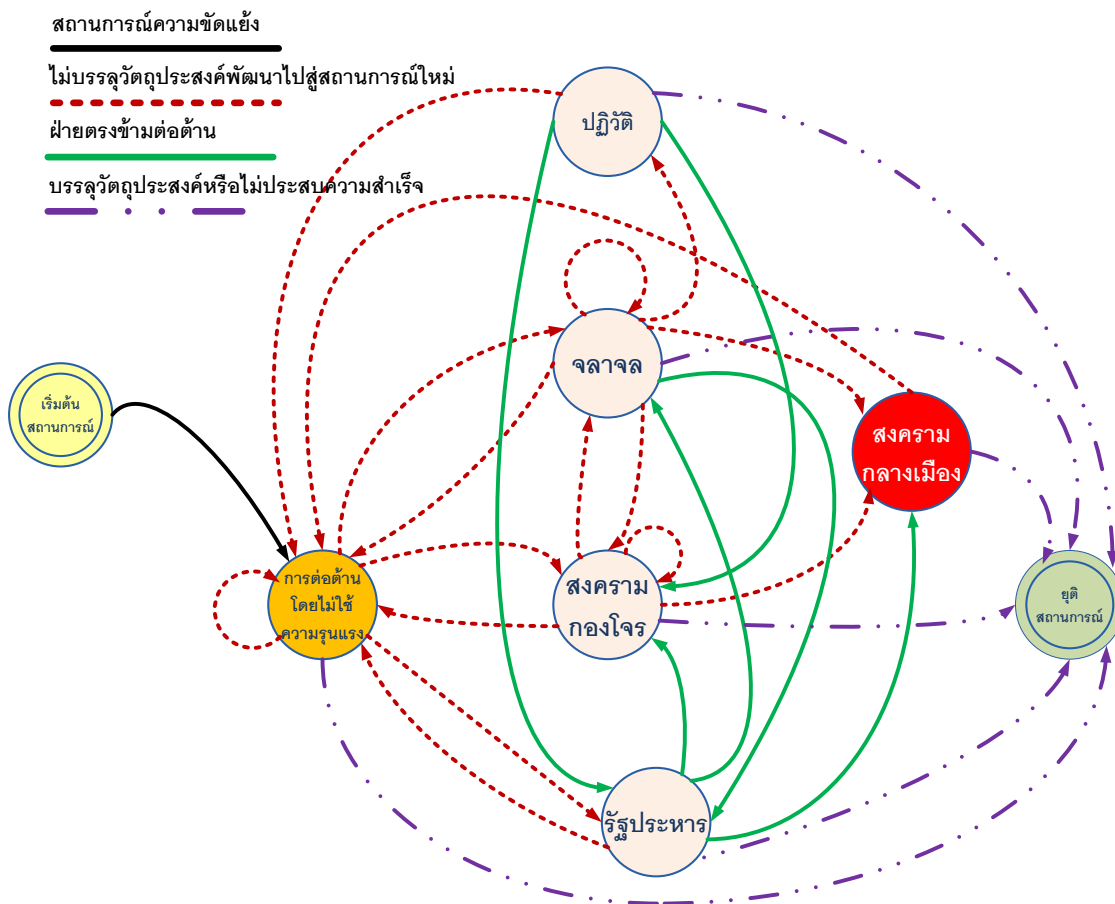 สถานการณ์ความขัดแย้ง
ไม่บรรลุวัตถุประสงค์พัฒนาไปสู่สถานการณ์ใหม่
ฝ่ายตรงข้ามต่อต้าน
บรรลุวัตถุประสงค์หรือไม่ประสบความสำเร็จ
ปฏิวัติ
จลาจล
เริ่มต้น
สถานการณ์
สงคราม
กลางเมือง
การต่อต้าน
โดยไม่ใช้
ความรุนแรง
สงคราม
กองโจร
ยุติ
สถานการณ์
รัฐประหาร